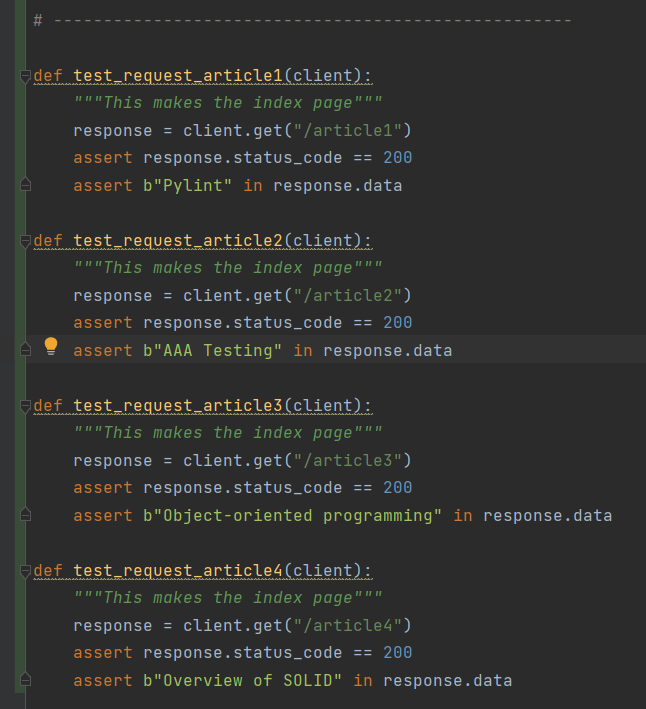 # ----------------------------------------------------
def test_request_article1(client):
    """This makes the index page"""
    response = client.get("/article1")
    assert response.status_code == 200
    assert b"Pylint" in response.data
def test_request_article2(client):
    """This makes the index page"""
    response = client.get("/article2")
    assert response.status_code == 200
    assert b"AAA Testing" in response.data
def test_request_article3(client):
    """This makes the index page"""
    response = client.get("/article3")
    assert response.status_code == 200
    assert b"Object-oriented programming" in response.data
def test_request_article4(client):
    """This makes the index page"""
    response = client.get("/article4")
    assert response.status_code == 200
    assert b"Overview of SOLID" in response.data